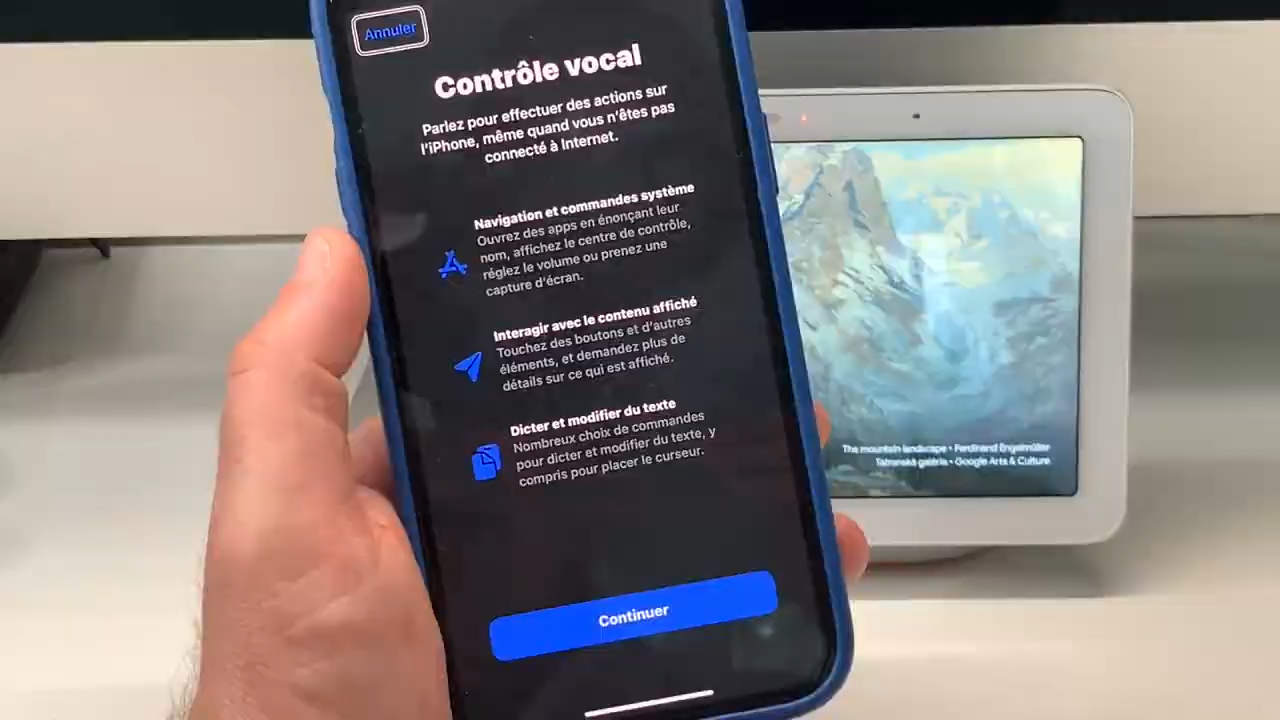 Annuler
Contrôle vocal
Parlez pour effectuer des actions sur
l'iPhone, même quand vous n'êtes pas
connecté à Internet.
Navigation et commandes système
Ouvrez des apps en énonçant leur
nom, affichez le centre de contrôle,
réglez le volume ou prenez une
capture d'écran.
Interagir avec le contenu affiché
Touchez des boutons et d'autres
éléments, et demandez plus de
détails sur ce qui est affiché.
Dicter et modifier du texte
Nombreux choix de commandes
pour dicter et modifier du texte, y
compris pour placer le curseur.
Continuer
The mountain landscape • Ferdinand Engelmüller
Tatranská galéria • Google Arts & Culture